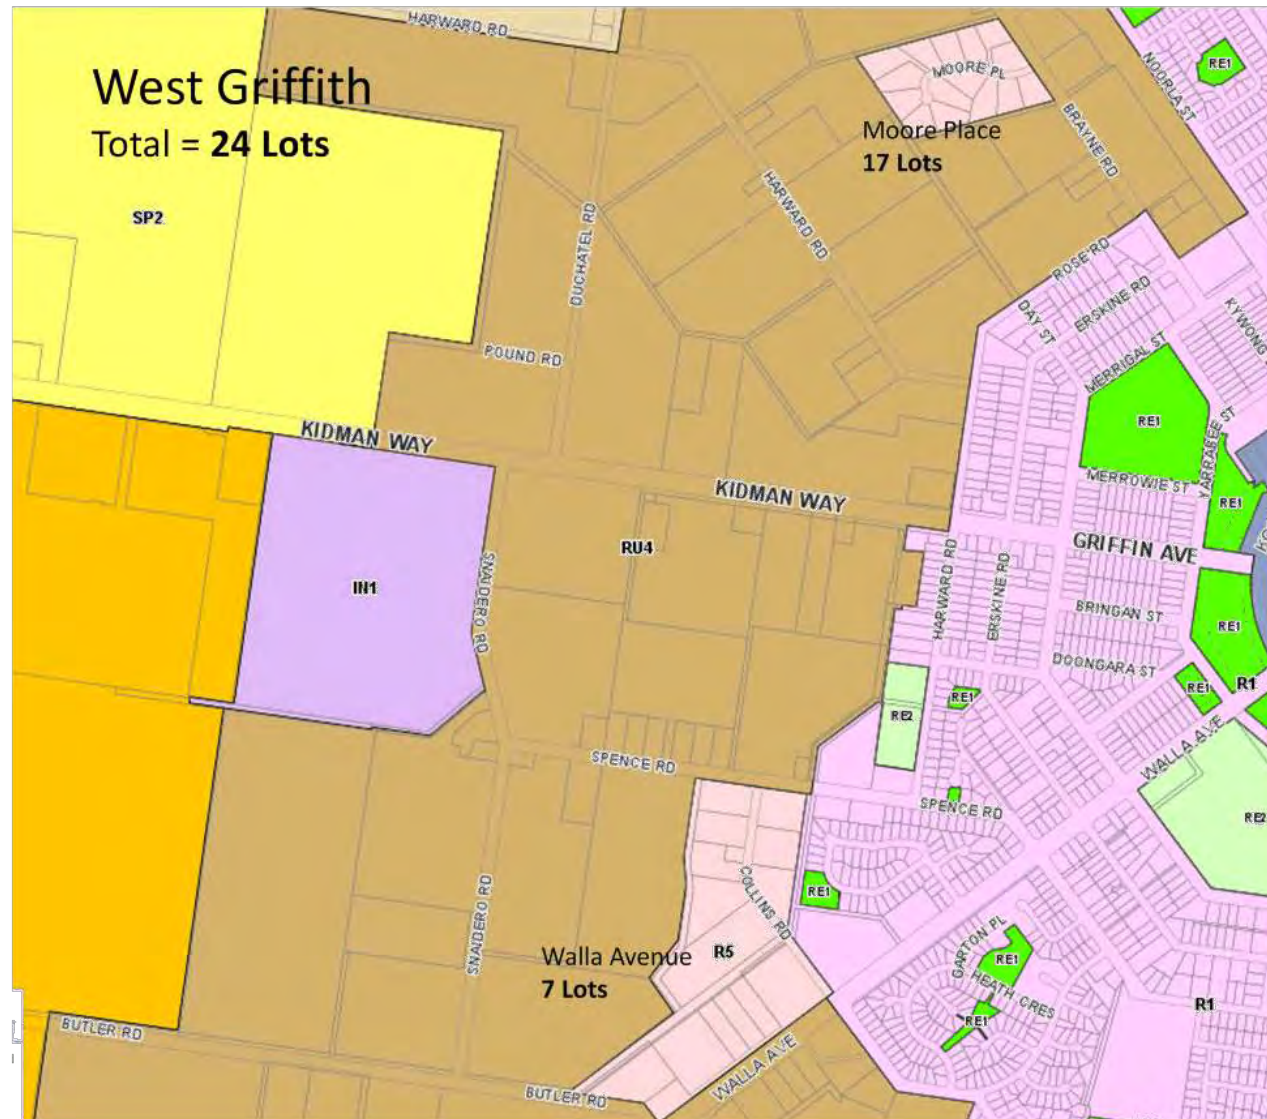 HARWARD RD
West Griffith
Total = 24 Lots
MOORE PL
RE1
NOORLA ST
Moore Place
17 Lots
BRAYNE RD
SP2
HARWARD RD
DUCHATEL RD
ROSE RD
ERSKINE RD
DAY ST
KYWONG
MERRIGAL ST
POUND RD
RE1
YARRABEE ST
KIDMAN WAY
MERROWIE ST
KIDMAN WAY
RE1
GRIFFIN AVE
RU4
SNAIDERO RD
IN1
HARWARD RD
ERSKINE RD
BRINGAN ST
RE1
DOONGARA ST
RE1
R1
RE1
RE2
WALLA AVE
SPENCE RD
SPENCE RD
RE2
RE1
COLLINS RD
SNAIDERO RD
GARTON PL
Walla Avenue
7 Lots
R5
RE1
HEATH CRES
R1
RE1
BUTLER RD
WALLA AVE
BUTLER RD